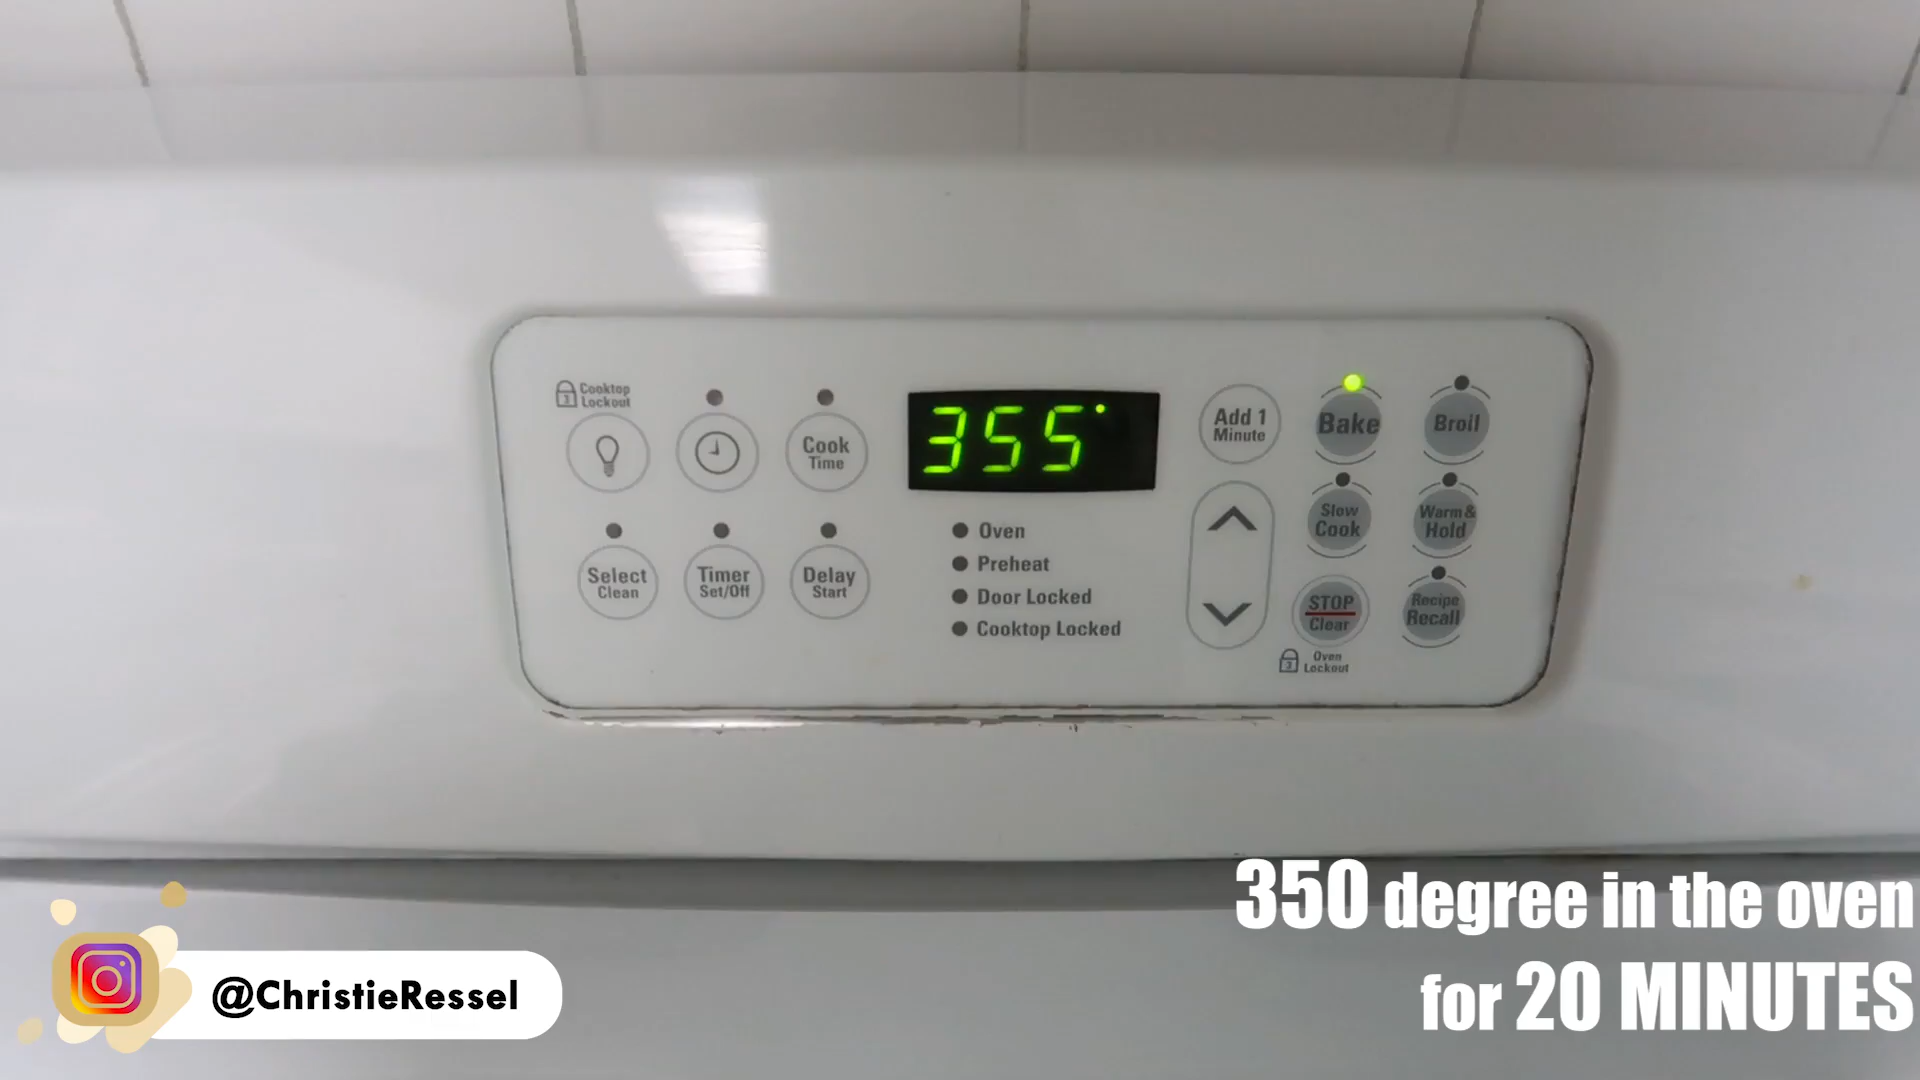 Cooktop
Lockout
3
Cook
Time
355°
Add 1
Minute
Bake
Broil
Slow
Cook
Warm &
Hold
Select
Clean
Timer
Set/Off
Delay
Start
Oven
Preheat
Door Locked
Cooktop Locked
STOP
Clear
Recipe
Recall
3
Oven
Lockout
350 degree in the oven
for 20 MINUTES
@ChristieRessel